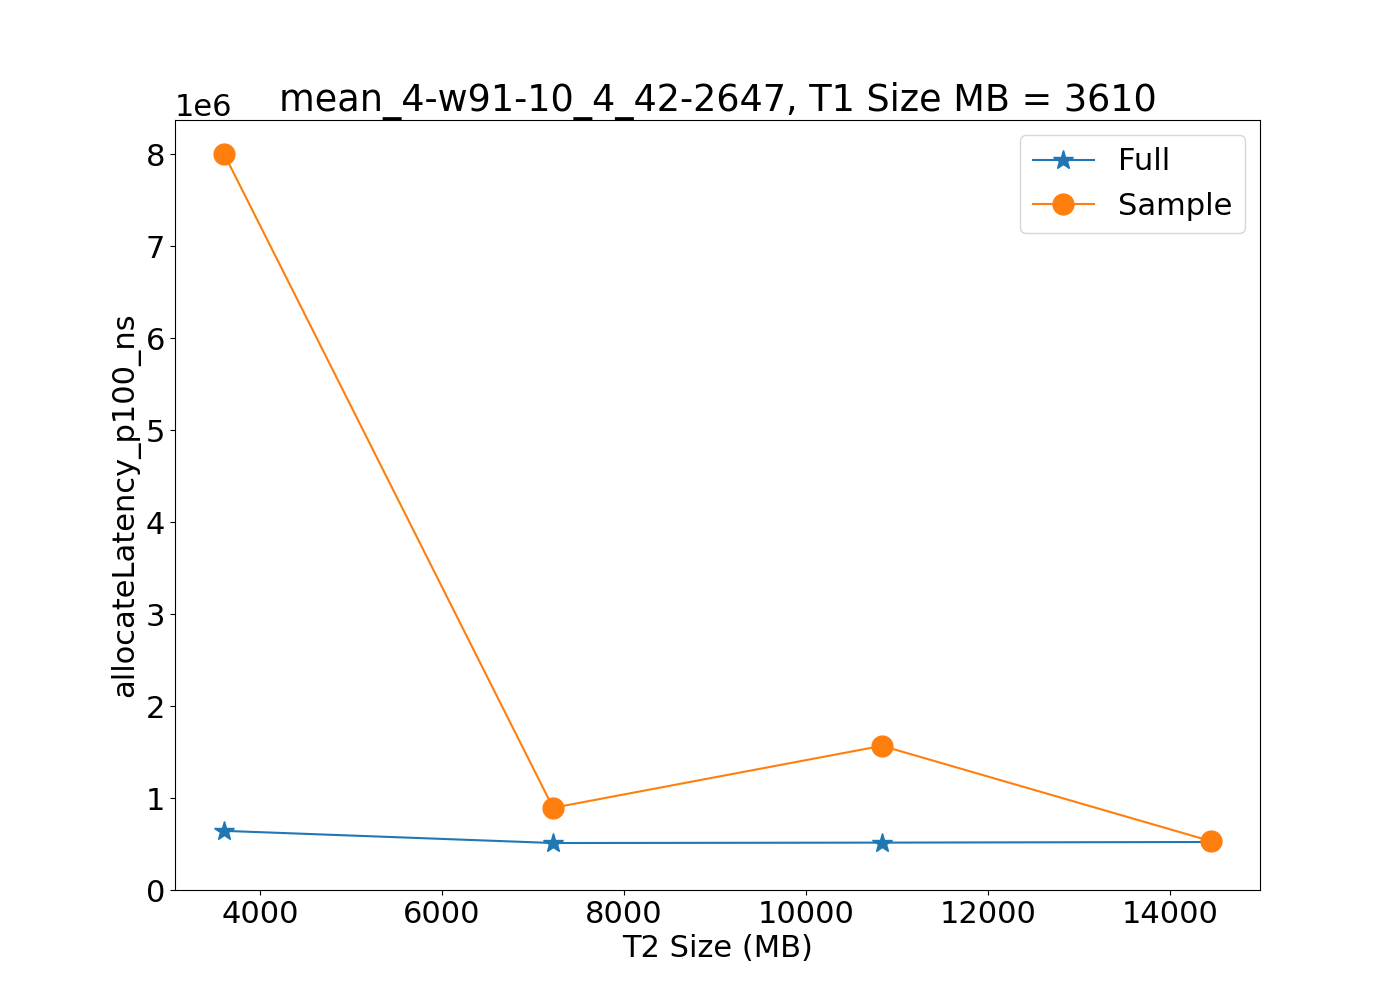 1e6
mean_4-w91-10_4_42-2647, T1 Size MB = 3610
Full
Sample
8
7
6
5
4
3
2
1
0
allocateLatency_p100_ns
4000 6000 8000 10000 12000 14000
T2 Size (MB)